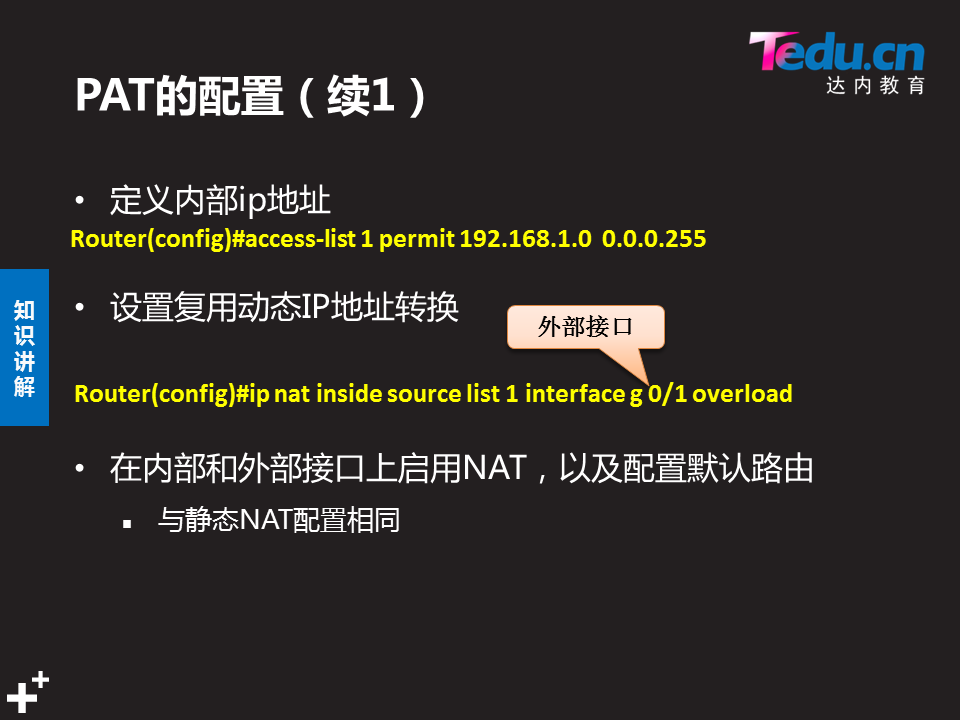 Tedu.cn
达内教育
PAT的配置（续1）
• 定义内部ip地址
Router(config)#access-list 1 permit 192.168.1.0  0.0.0.255
知识讲解
• 设置复用动态IP地址转换
外部接口
Router(config)#ip nat inside source list 1 interface g 0/1 overload
• 在内部和外部接口上启用NAT，以及配置默认路由
▪ 与静态NAT配置相同